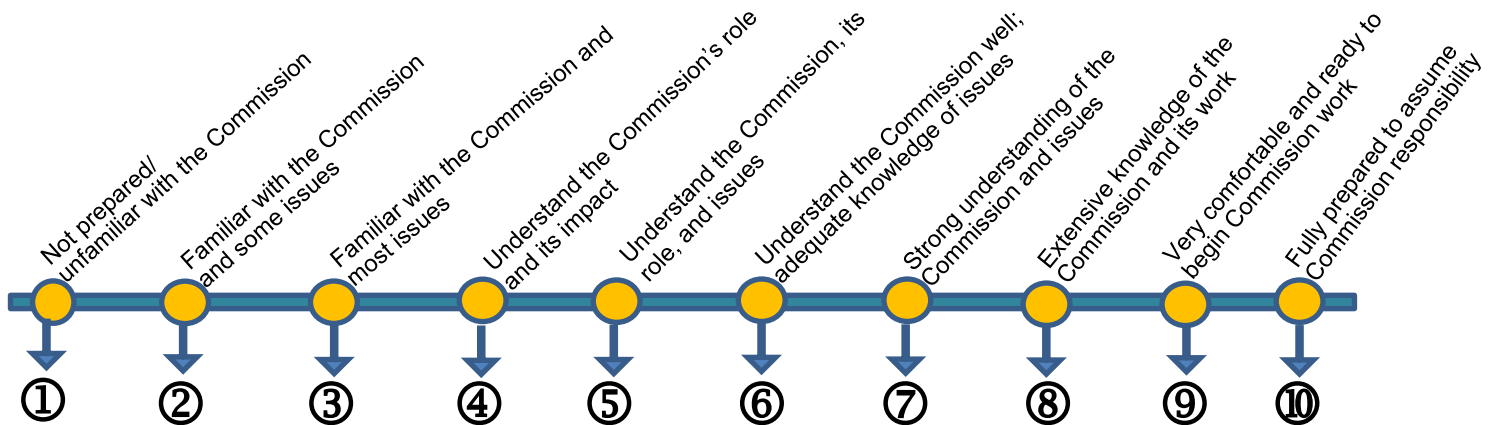 Not prepared/
unfamiliar with the Commission
Familiar with the Commission
and some issues
Familiar with the Commission and
most issues
Understand the Commission’s role
and its impact
Understand the Commission, its
role, and issues
Understand the Commission well;
adequate knowledge of issues
Strong understanding of the
Commission and issues
Extensive knowledge of the
Commission and its work
Very comfortable and ready to
begin Commission work
Fully prepared to assume
Commission responsibility
① ② ③ ④ ⑤ ⑥ ⑦ ⑧ ⑨ ⑩